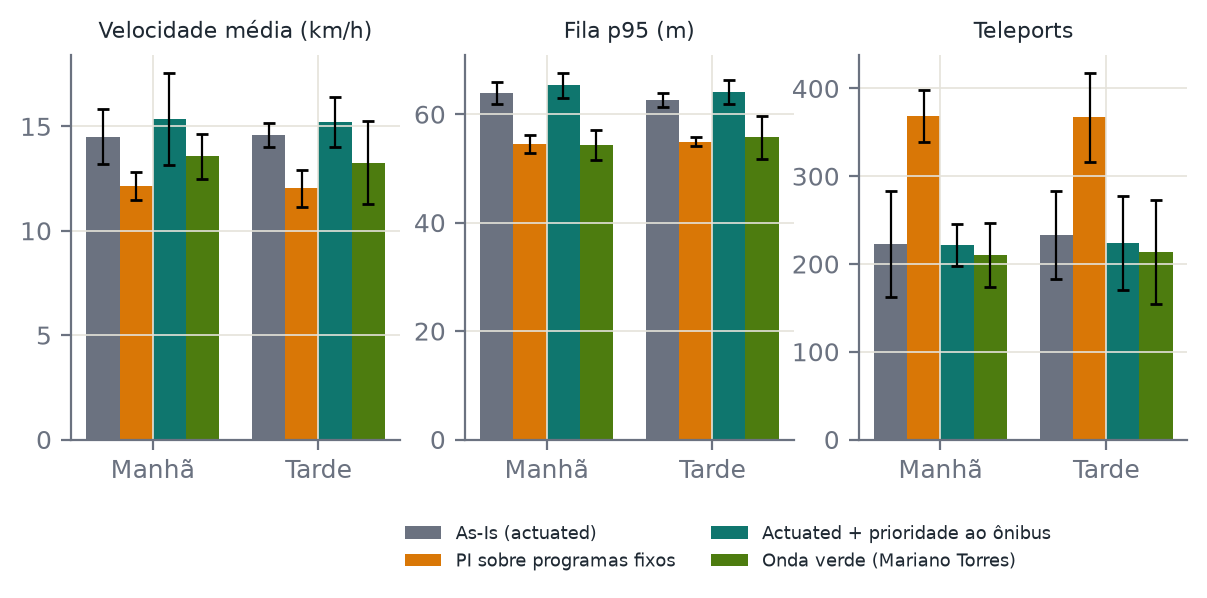 Velocidade média (km/h)
Fila p95 (m)
Teleports
15
10
5
0
Manhã
Tarde
60
40
20
0
Manhã
Tarde
400
300
200
100
0
Manhã
Tarde
As-Is (actuated)
PI sobre programas fixos
Actuated + prioridade ao ônibus
Onda verde (Mariano Torres)